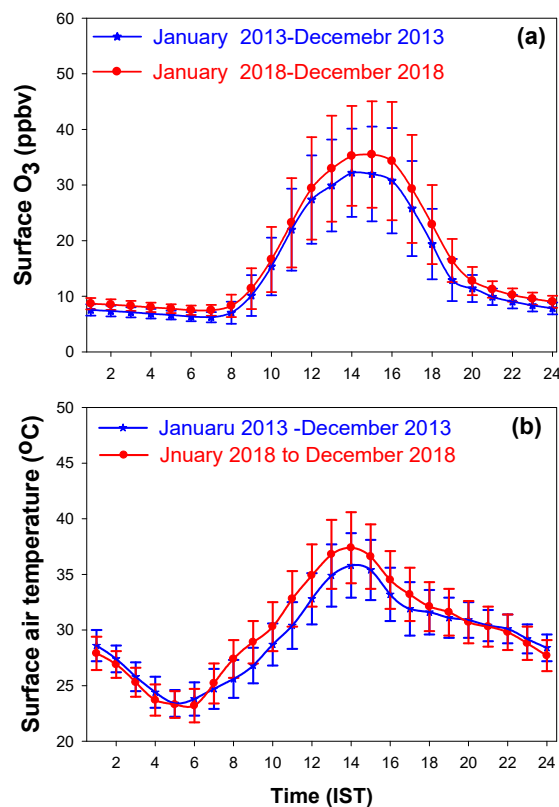 60
January 2013-Decemebr 2013
(a)
January 2018-December 2018
50
40
30
20
10
0
Surface O3 (ppbv)
2 4 6 8 10 12 14 16 18 20 22 24
50
Januaru 2013 -December 2013
(b)
Jnuary 2018 to December 2018
45
40
35
30
25
20
Surface air temperature (OC)
2 4 6 8 10 12 14 16 18 20 22 24
Time (IST)